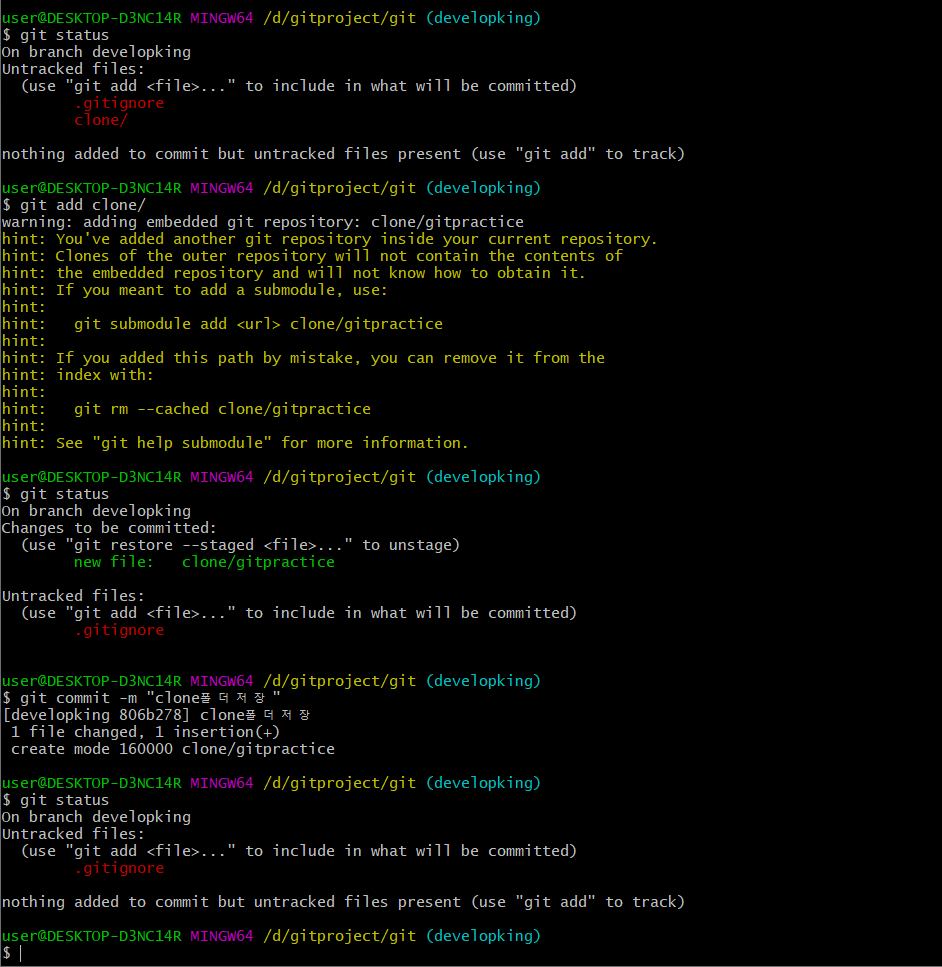 user@DESKTOP-D3NC14R MINGW64 /d/gitproject/git (developking)
$ git status
On branch developking
Untracked files:
  (use "git add <file>..." to include in what will be committed)
        .gitignore
        clone/

nothing added to commit but untracked files present (use "git add" to track)

user@DESKTOP-D3NC14R MINGW64 /d/gitproject/git (developking)
$ git add clone/
warning: adding embedded git repository: clone/gitpractice
hint: You've added another git repository inside your current repository.
hint: Clones of the outer repository will not contain the contents of
hint: the embedded repository and will not know how to obtain it.
hint: If you meant to add a submodule, use:
hint:
hint:   git submodule add <url> clone/gitpractice
hint:
hint: If you added this path by mistake, you can remove it from the
hint: index with:
hint:
hint:   git rm --cached clone/gitpractice
hint:
hint: See "git help submodule" for more information.

user@DESKTOP-D3NC14R MINGW64 /d/gitproject/git (developking)
$ git status
On branch developking
Changes to be committed:
  (use "git restore --staged <file>..." to unstage)
        new file:   clone/gitpractice

Untracked files:
  (use "git add <file>..." to include in what will be committed)
        .gitignore

user@DESKTOP-D3NC14R MINGW64 /d/gitproject/git (developking)
$ git commit -m "clone폴더저장"
[developking 806b278] clone폴더저장
 1 file changed, 1 insertion(+)
 create mode 160000 clone/gitpractice

user@DESKTOP-D3NC14R MINGW64 /d/gitproject/git (developking)
$ git status
On branch developking
Untracked files:
  (use "git add <file>..." to include in what will be committed)
        .gitignore

nothing added to commit but untracked files present (use "git add" to track)

user@DESKTOP-D3NC14R MINGW64 /d/gitproject/git (developking)
$